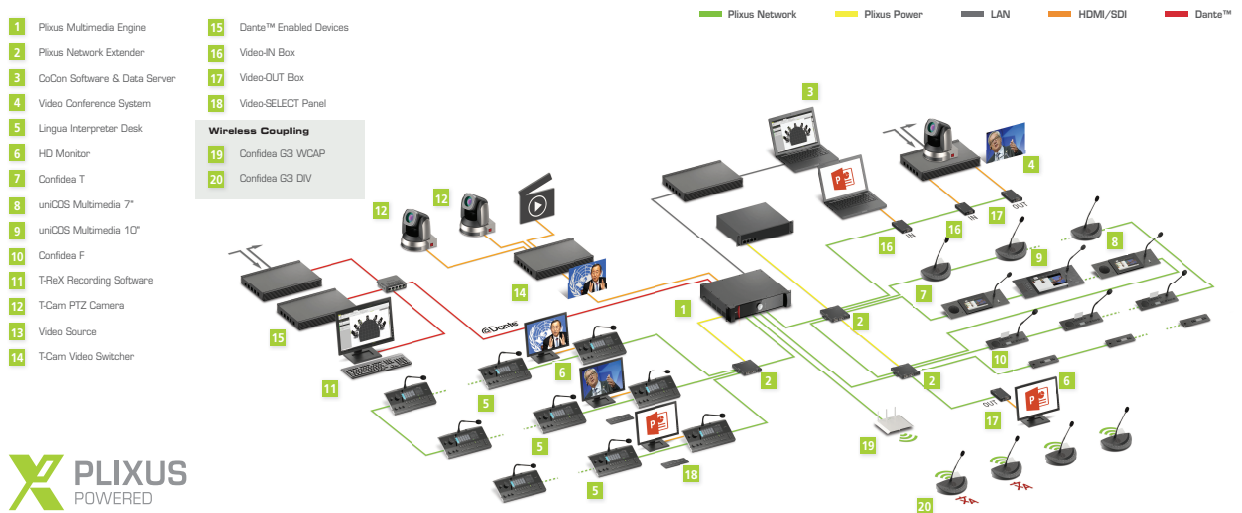 1 Plixus Multimedia Engine
2 Plixus Network Extender
3 CoCon Software & Data Server
4 Video Conference System
5 Lingua Interpreter Desk
6 HD Monitor
7 Confidea T
8 uniCOS Multimedia 7"
9 uniCOS Multimedia 10"
10 Confidea F
11 T-ReX Recording Software
12 T-Cam PTZ Camera
13 Video Source
14 T-Cam Video Switcher
15 Dante™ Enabled Devices
16 Video-IN Box
17 Video-OUT Box
18 Video-SELECT Panel
Wireless Coupling
19 Confidea G3 WCAP
20 Confidea G3 DIV
Plixus Network
Plixus Power
LAN
HDMI/SDI
Dante™
3
4
12
12
P
OUT
17
IN
16
IN
16
8
9
7
14
1
2
15
Dante
10
11
6
5
2
2
6
P
OUT
17
5
P
19
18
5
20
A
A
PLIXUS
POWERED